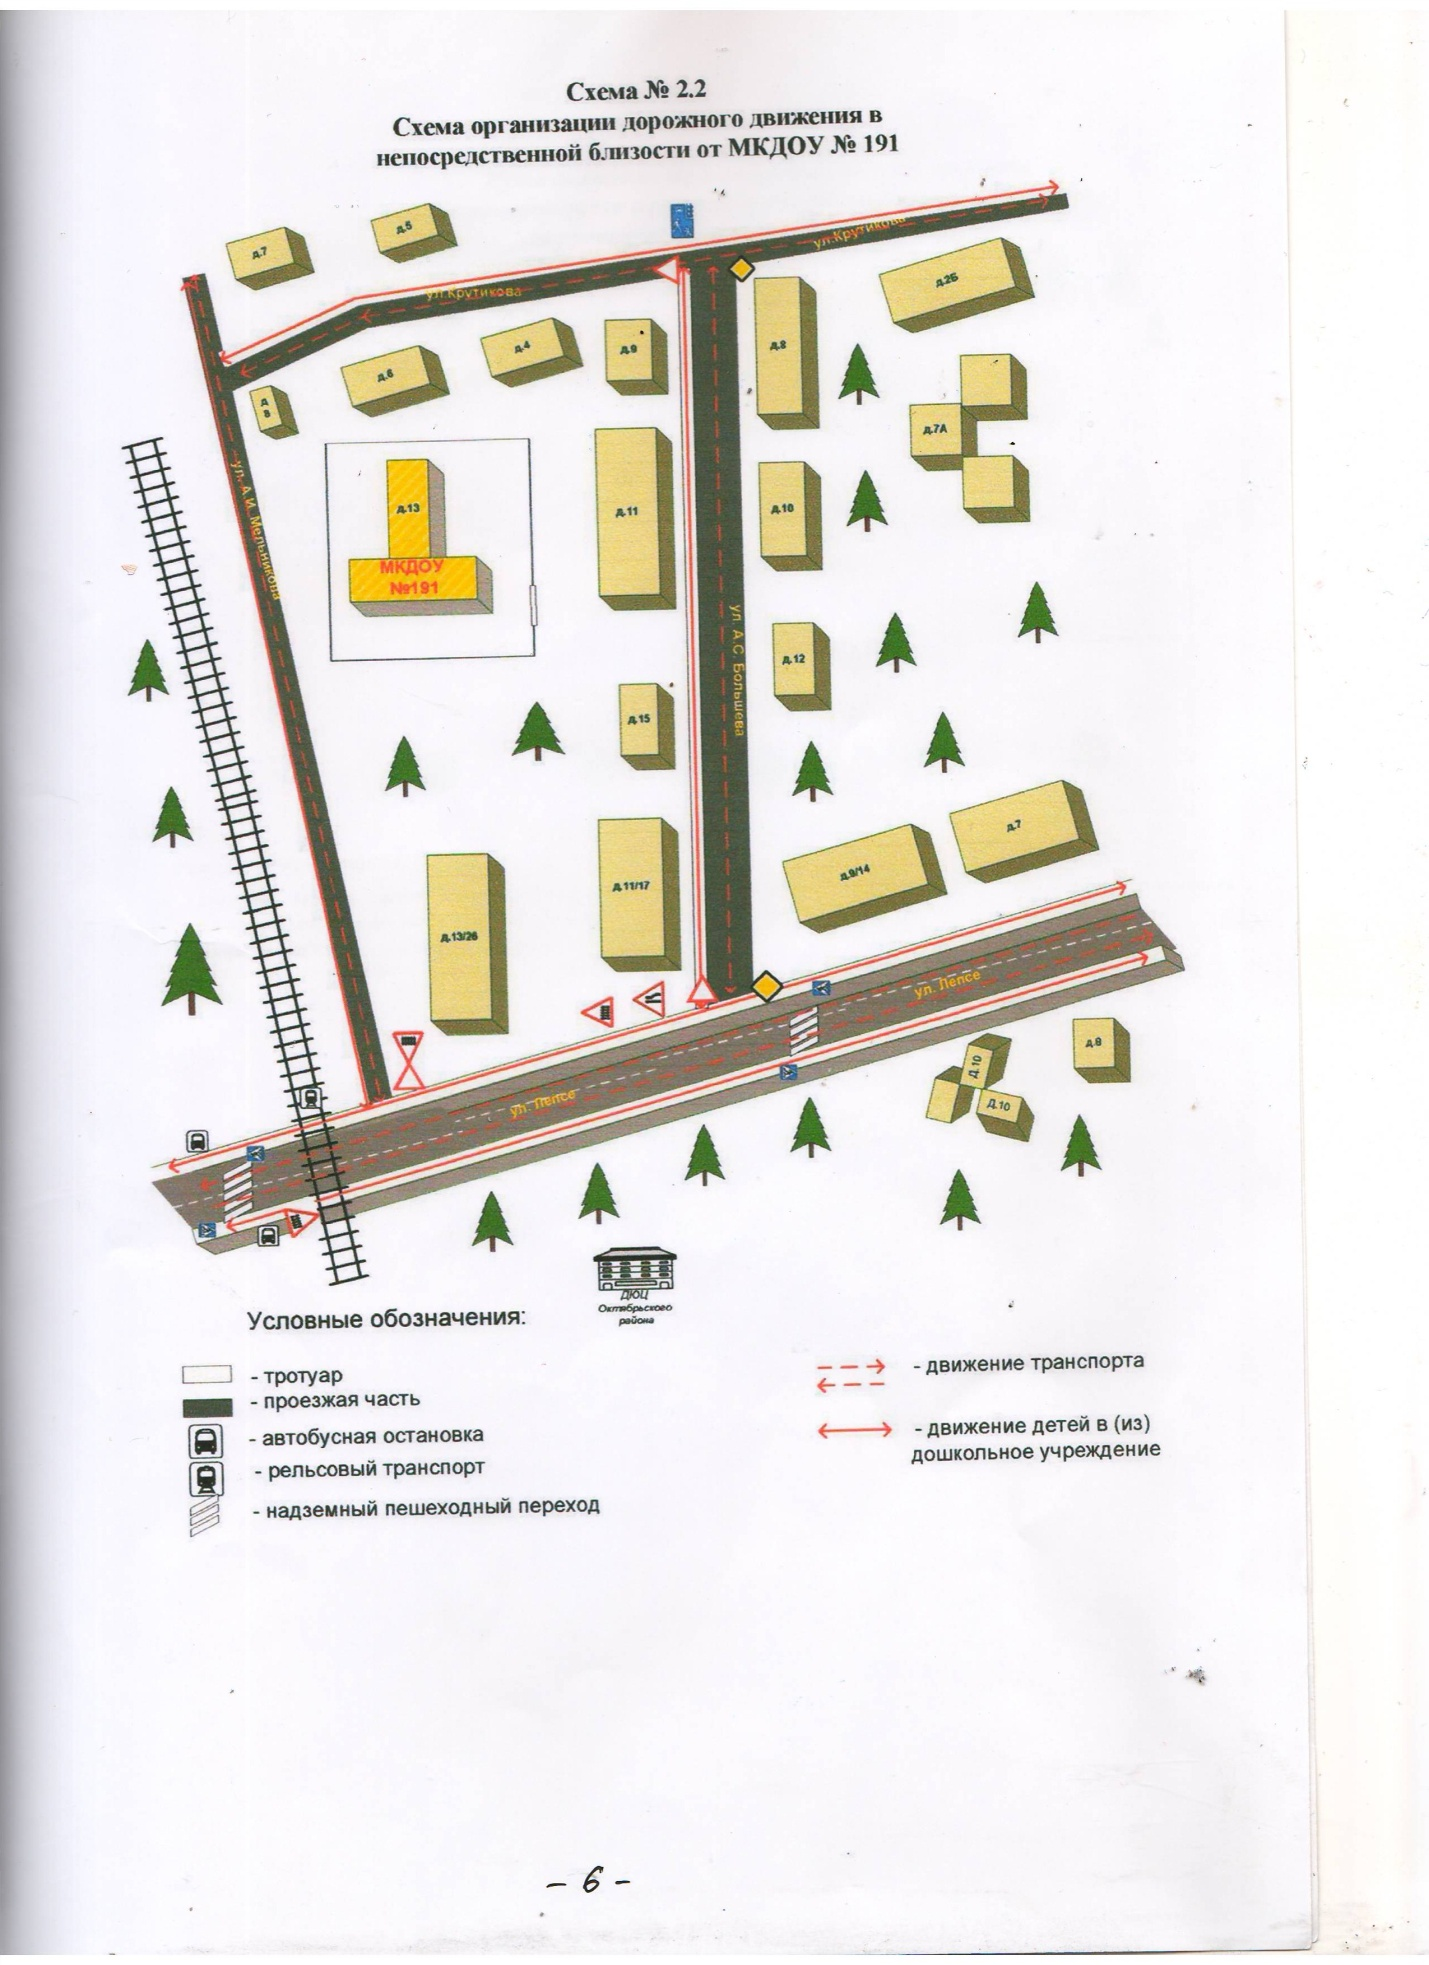 Схема № 2.2
Схема организации дорожного движения в
непосредственной близости от МКДОУ № 191
д.7
д.5
ул.Крутикова
ул.Крутикова
д.2Б
д.8
д.9
д.4
д.6
д
8
д.7А
д.13
МКДОУ
№191
д.11
д.10
ул. А.И. Мельникова
ул. А.С. Большева
д.12
д.15
д.7
д.9/14
д.11/17
д.13/26
ул. Лепсе
ул. Лепсе
д.8
Д.10
Д.10
ДЮЦ
Октябрьского
района
Условные обозначения:
- тротуар
- проезжая часть
- автобусная остановка
- рельсовый транспорт
- надземный пешеходный переход
- движение транспорта
- движение детей в (из)
дошкольное учреждение
- 6 -